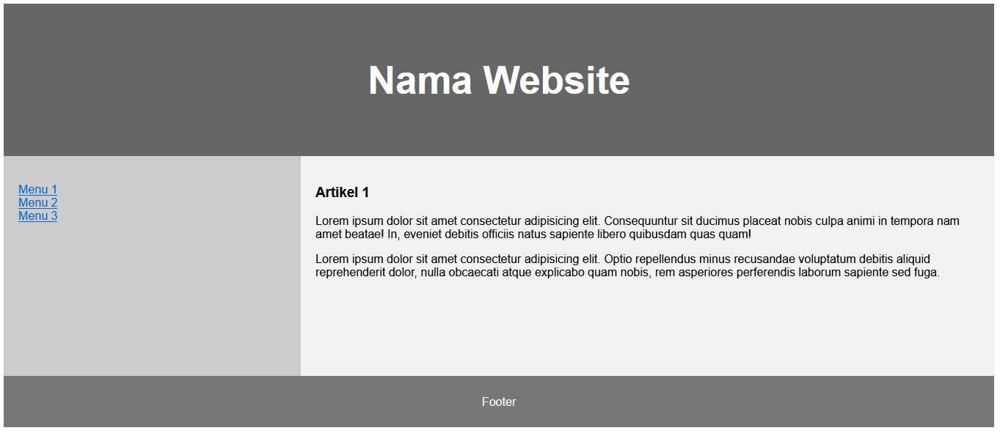 Nama Website
Menu 1
Menu 2
Menu 3
Artikel 1
Lorem ipsum dolor sit amet consectetur adipisicing elit. Consequuntur sit ducimus placeat nobis culpa animi in tempora nam
amet beatae! In, eveniet debitis officiis natus sapiente libero quibusdam quas quam!
Lorem ipsum dolor sit amet consectetur adipisicing elit. Optio repellendus minus recusandae voluptatum debitis aliquid
reprehenderit dolor, nulla obcaecati atque explicabo quam nobis, rem asperiores perferendis laborum sapiente sed fuga.
Footer